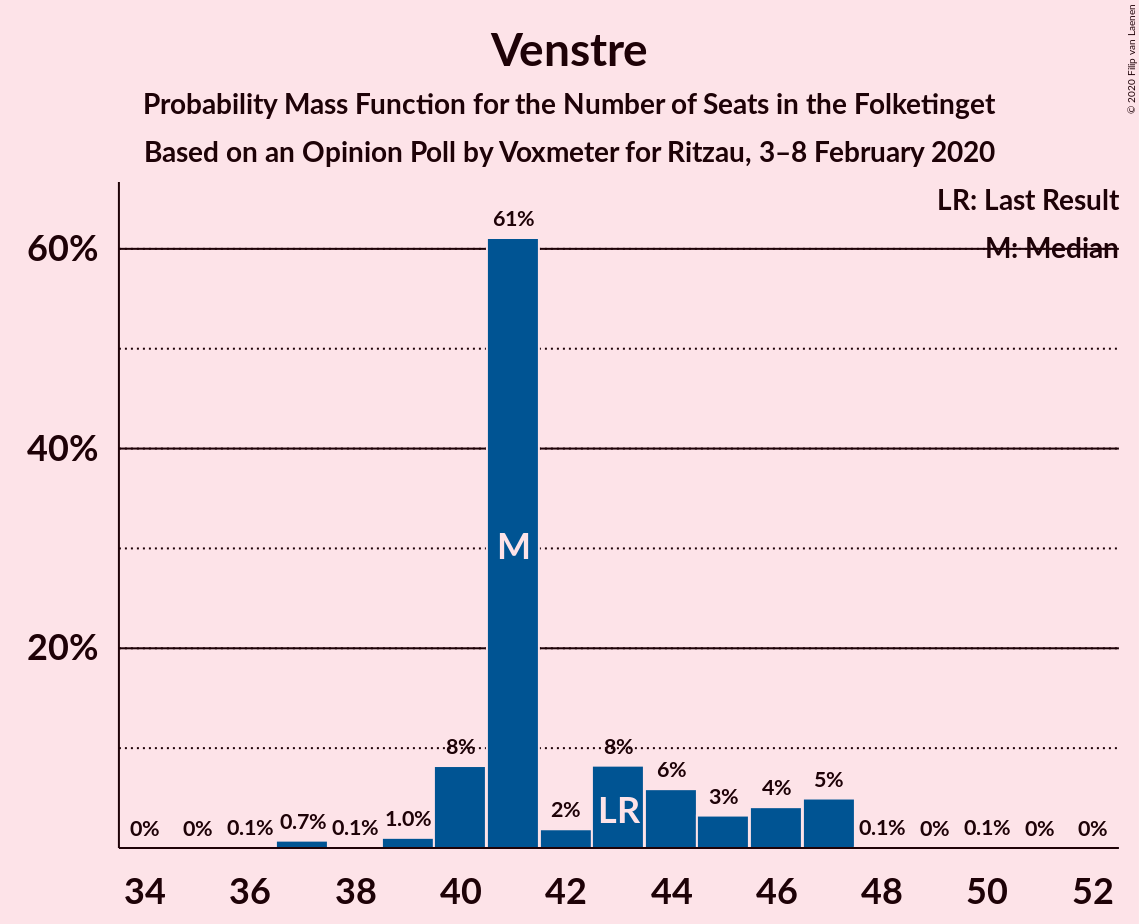 Venstre
Probability Mass Function for the Number of Seats in the Folketinget
Based on an Opinion Poll by Voxmeter for Ritzau, 3–8 February 2020
© 2020 Filip van Laenen
LR: Last Result
M: Median
60%
40%
20%
0% 0% 0.1% 0.7% 0.1% 1.0% 8% 61% 2% 8% 6% 3% 4% 5% 0.1% 0% 0.1% 0% 0%
M
LR
34 36 38 40 42 44 46 48 50 52